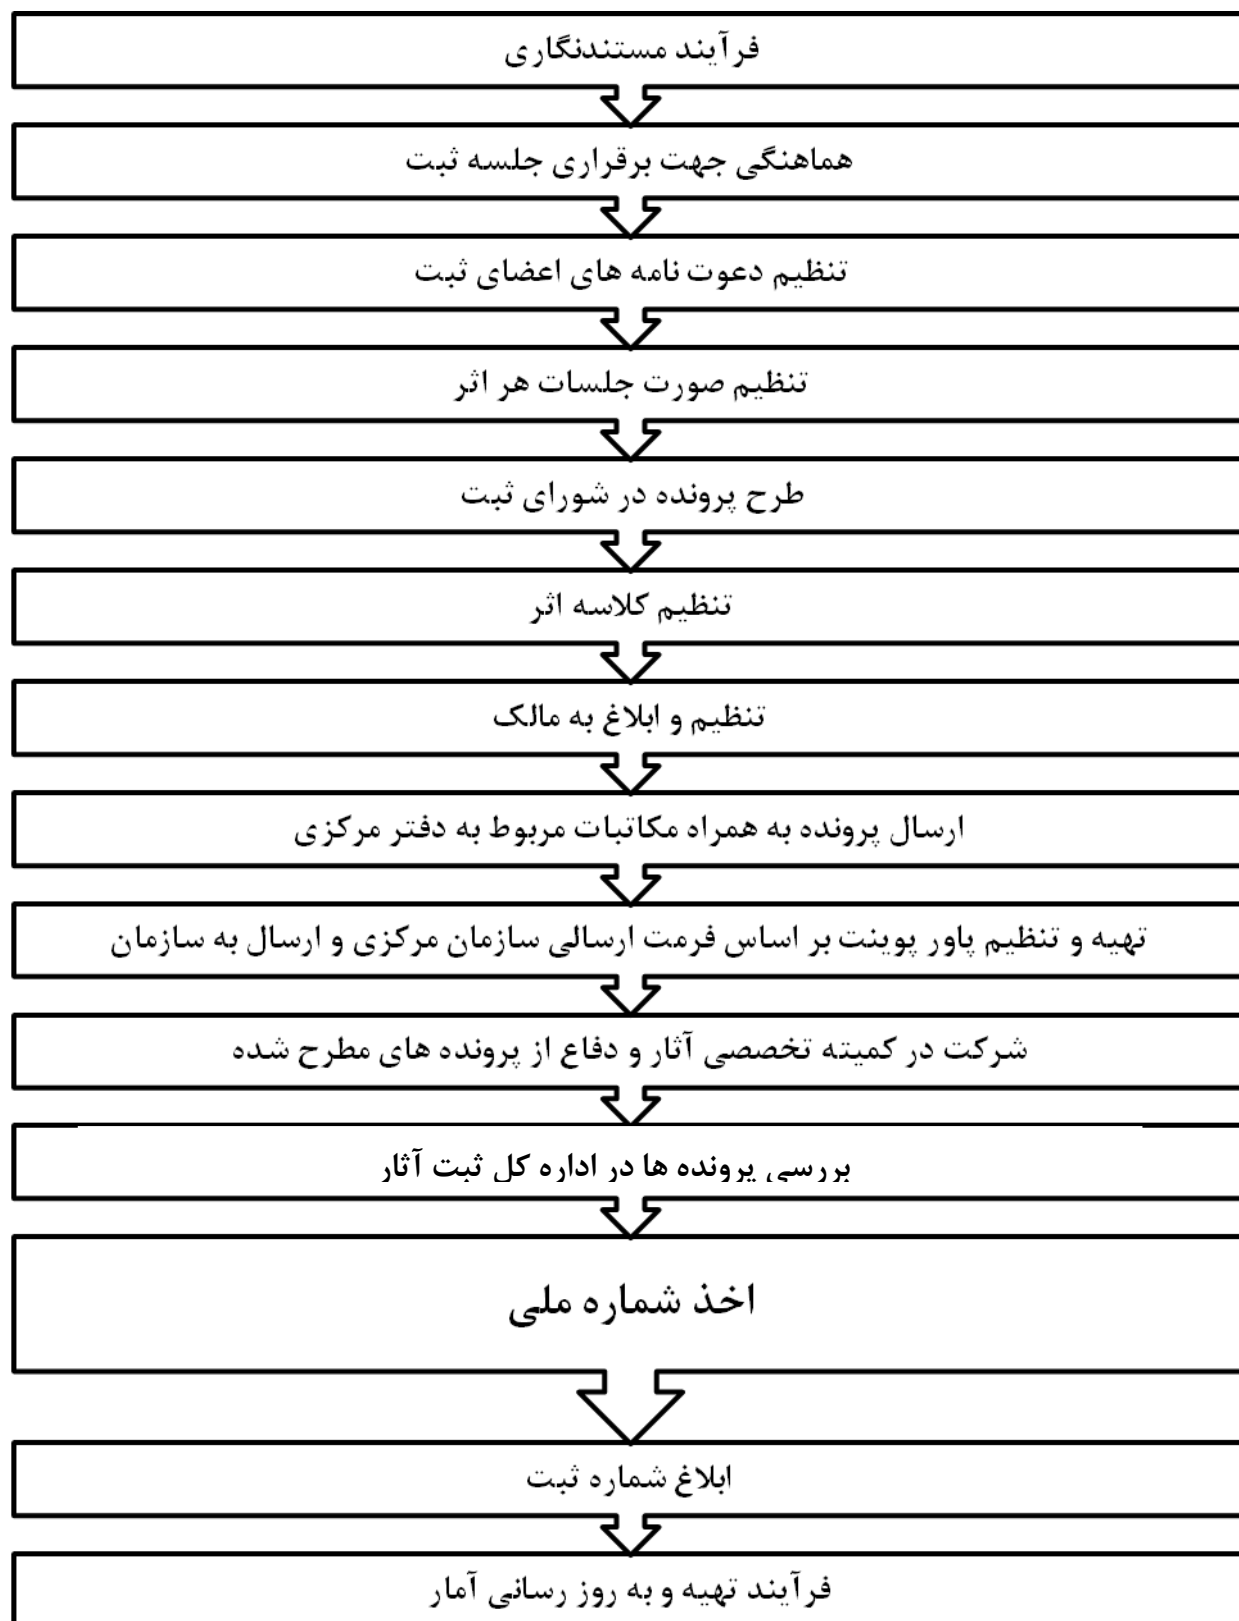 فرآیند مستندنگاری
هماهنگی جهت برقراری جلسه ثبت
تنظیم دعوت نامه های اعضای ثبت
تنظیم صورت جلسات هر اثر
طرح پرونده در شورای ثبت
تنظیم کلاسه اثر
تنظیم و ابلاغ به مالک
ارسال پرونده به همراه مکاتبات مربوط به دفتر مرکزی
تهیه و تنظیم پاور پوینت بر اساس فرمت ارسالی سازمان مرکزی و ارسال به سازمان
شرکت در کمیته تخصصی آثار و دفاع از پرونده های مطرح شده
بررسی پرونده ها در اداره کل ثبت آثار
اخذ شماره ملی
ابلاغ شماره ثبت
فرآیند تهیه و به روز رسانی آمار